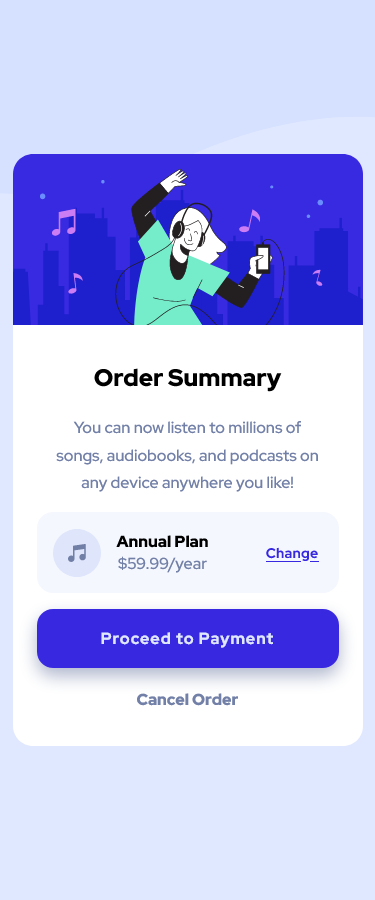 Order Summary
You can now listen to millions of
songs, audiobooks, and podcasts on
any device anywhere you like!
Annual Plan
$59.99/year
Change
Proceed to Payment
Cancel Order